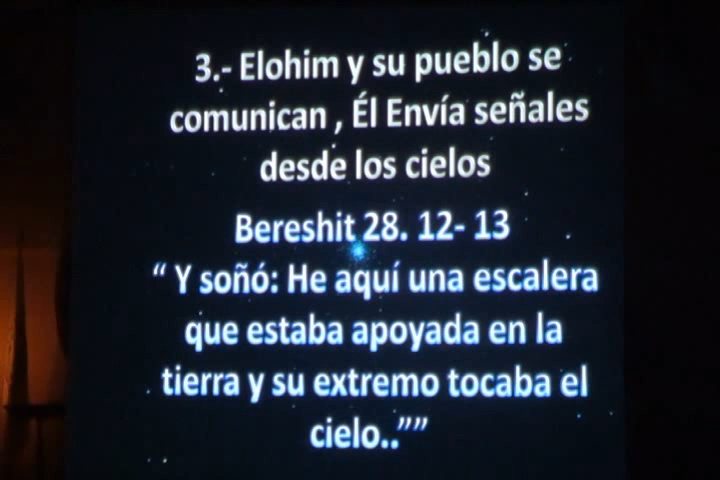 3.- Elohim y su pueblo se
comunican , Él Envía señales
desde los cielos
Bereshit 28. 12- 13
“ Y soñó: He aquí una escalera
que estaba apoyada en la
tierra y su extremo tocaba el
cielo..””